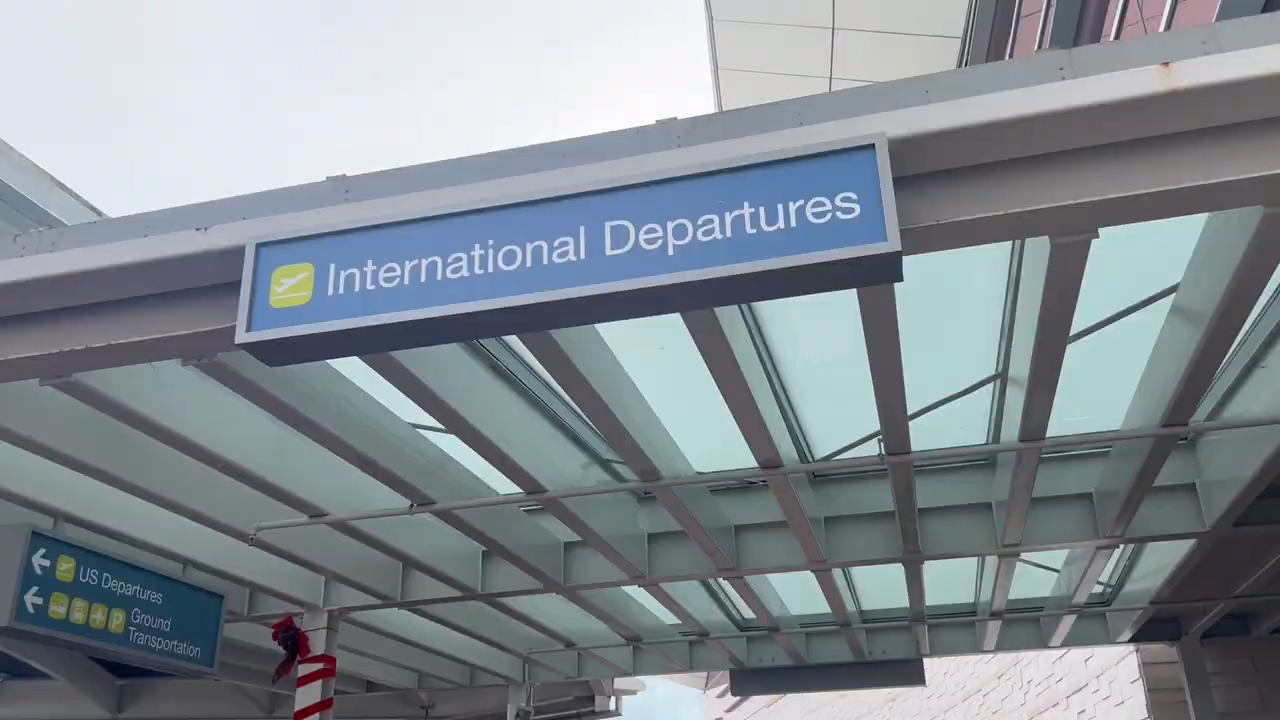 International Departures
US Departures
P
Ground
Transportation